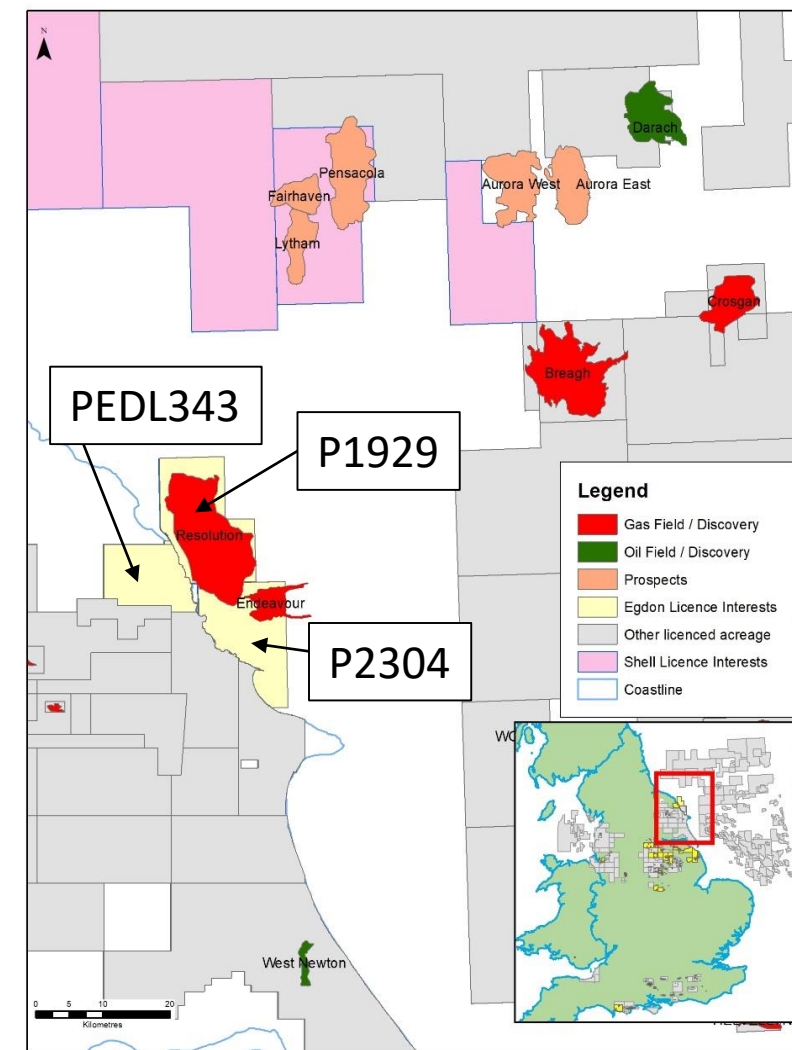 N
Darach
Pensacola
Aurora West
Aurora East
Fairhaven
Lytham
Crosgan
Breagh
PEDL343
P1929
Legend
Gas Field / Discovery
Resolution
Oil Field / Discovery
Prospects
Endeavour
Egdon Licence Interests
Other licenced acreage
P2304
Shell Licence Interests
Coastline
West Newton
0 5 10 20
Kilometres